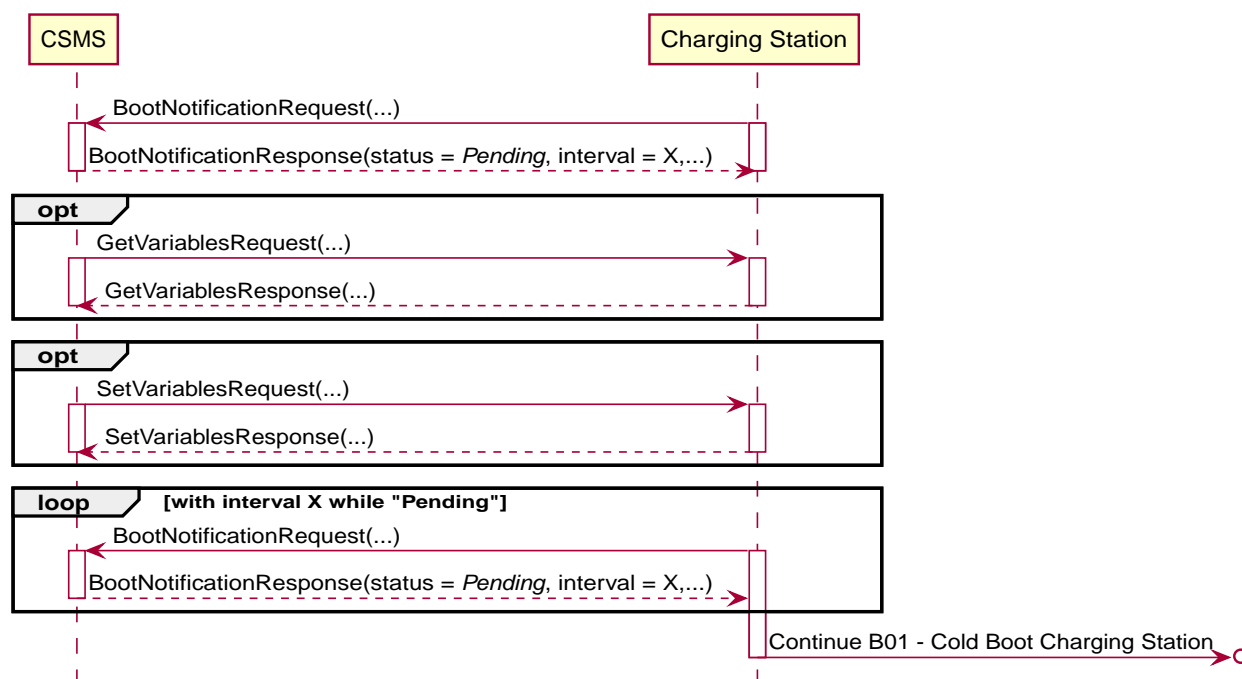 CSMS
Charging Station
BootNotificationRequest(...)
BootNotificationResponse(status = Pending, interval = X,...)
opt
GetVariablesRequest(...)
GetVariablesResponse(...)
opt
SetVariablesRequest(...)
SetVariablesResponse(...)
loop [with interval X while "Pending"]
BootNotificationRequest(...)
BootNotificationResponse(status = Pending, interval = X,...)
Continue B01 - Cold Boot Charging Station